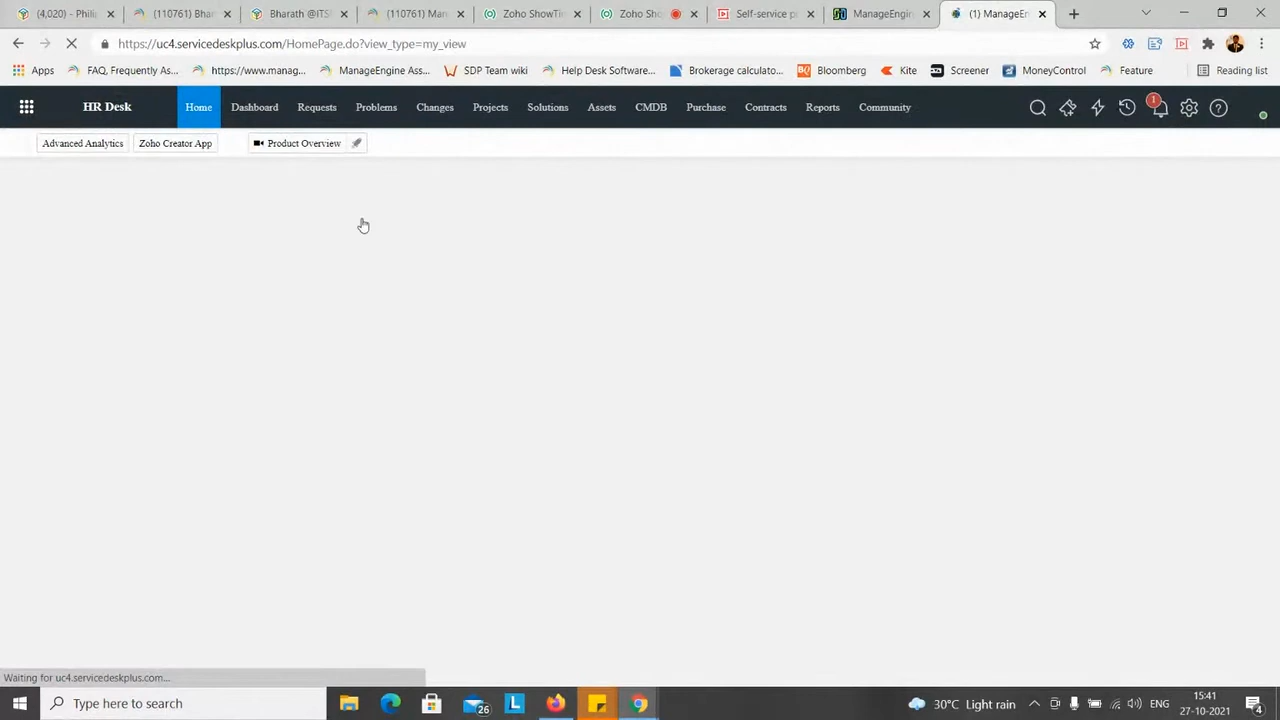 (4,020) - Phili
(110761) Bhar
Bharath @ITS
(110761) Man
Zoho ShowTim
Zoho Sho
Self-service p
ManageEngin
(1) ManageEn
https://uc4.servicedeskplus.com/HomePage.do?view_type=my_view
Apps
FAQ, Frequently As...
https://www.manag...
ManageEngine Ass...
SDP Team wiki
Help Desk Software...
Brokerage calculato...
Bloomberg
Kite
Screener
MoneyControl
Feature
Reading list
HR Desk
Home
Dashboard
Requests
Problems
Changes
Projects
Solutions
Assets
CMDB
Purchase
Contracts
Reports
Community
1
Advanced Analytics
Zoho Creator App
Product Overview
Waiting for uc4.servicedeskplus.com...
Type here to search
26
L
30°C Light rain
ENG
15:41
27-10-2021
4